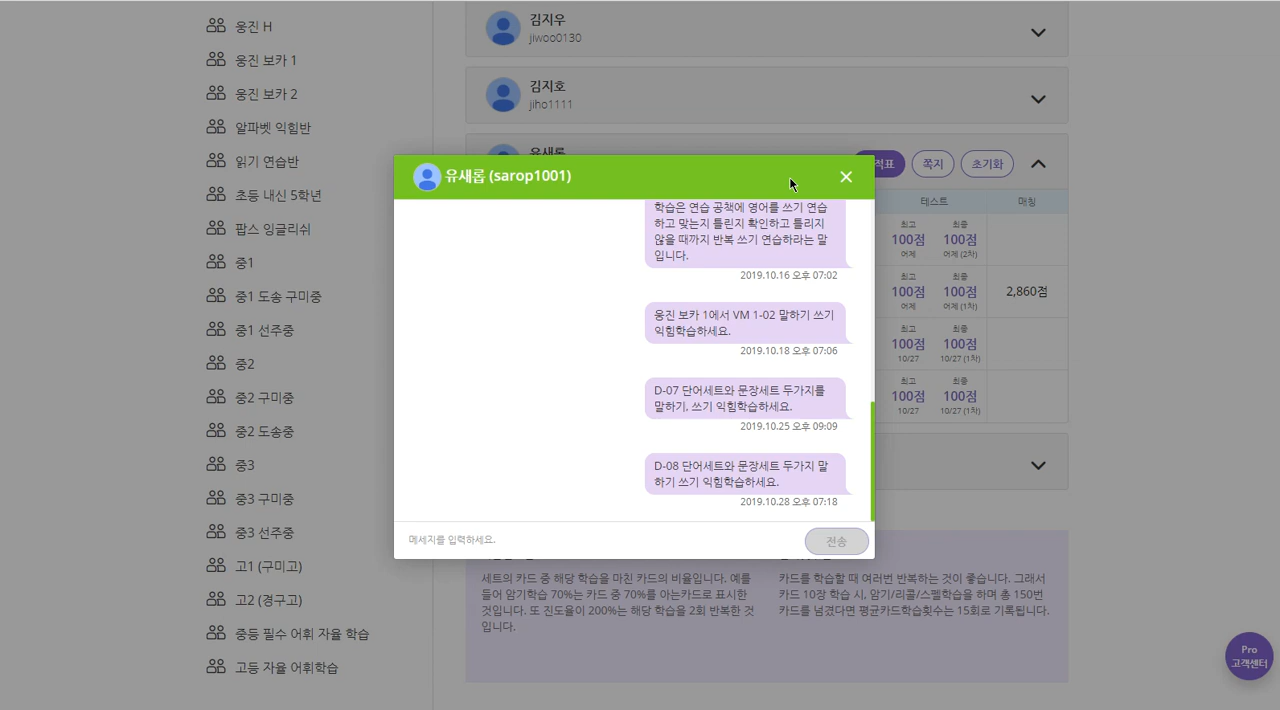 웅진 H
웅진 보카 1
웅진 보카 2
알파벳 익힘반
읽기 연습반
초등 내신 5학년
팝스 잉글리쉬
중1
중1 도송 구미중
중1 선주중
중2
중2 구미중
중2 도송중
중3
중3 구미중
중3 선주중
고1 (구미고)
고2 (경구고)
중등 필수 어휘 자율 학습
고등 자율 어휘학습
김지우
jiwoo0130
김지호
jiho1111
유새롭
적표
쪽지
초기화
테스트
매칭
최고 최종
100점 100점
어제 어제 (2차)
최고 최종
100점 100점 2,860점
어제 어제 (1차)
최고 최종
100점 100점
10/27 10/27 (1차)
최고 최종
100점 100점
10/27 10/27 (1차)
유새롭 (sarop1001)
학습은 연습 공책에 영어를 쓰기 연습
하고 맞는지 틀린지 확인하고 틀리지
않을 때까지 반복 쓰기 연습하라는 말
입니다.
2019.10.16 오후 07:02
웅진 보카 1에서 VM 1-02 말하기 쓰기
익힘학습하세요.
2019.10.18 오후 07:06
D-07 단어세트와 문장세트 두가지를
말하기, 쓰기 익힘학습하세요.
2019.10.25 오후 09:09
D-08 단어세트와 문장세트 두가지 말
하기 쓰기 익힘학습하세요.
2019.10.28 오후 07:18
메세지를 입력하세요.
전송
세트의 카드 중 해당 학습을 마친 카드의 비율입니다. 예를
들어 암기학습 70%는 카드 중 70%를 아는카드로 표시한
것입니다. 또 진도율이 200%는 해당 학습을 2회 반복한 것
입니다.
카드를 학습할 때 여러번 반복하는 것이 좋습니다. 그래서
카드 10장 학습 시, 암기/리콜/스펠학습을 하며 총 150번
카드를 넘겼다면 평균카드학습횟수는 15회로 기록됩니다.
Pro
고객센터